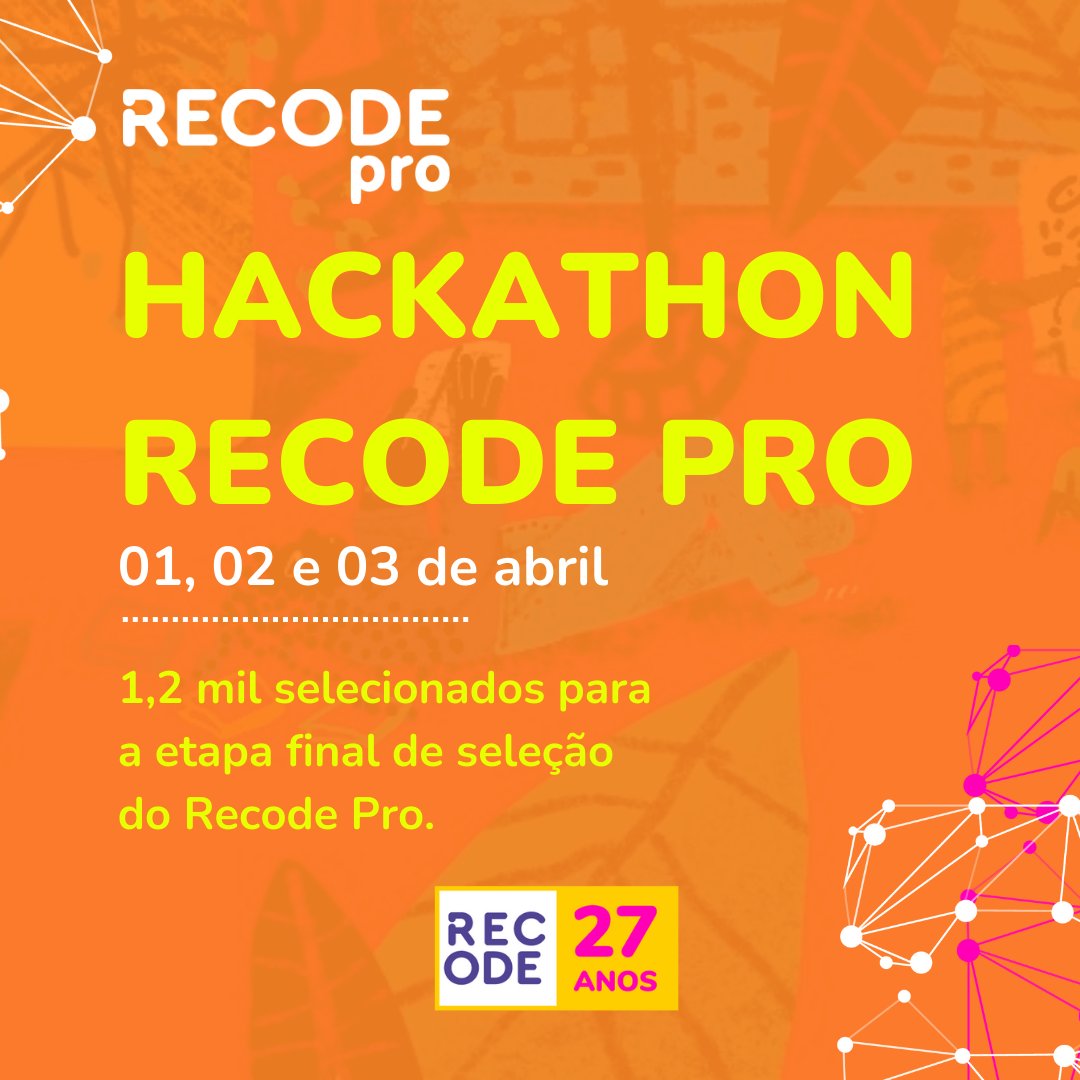 RECODE
pro
HACKATHON
RECODE PRO
01, 02 e 03 de abril
1,2 mil selecionados para
a etapa final de seleção
do Recode Pro.
REC
ODE
27
ANOS